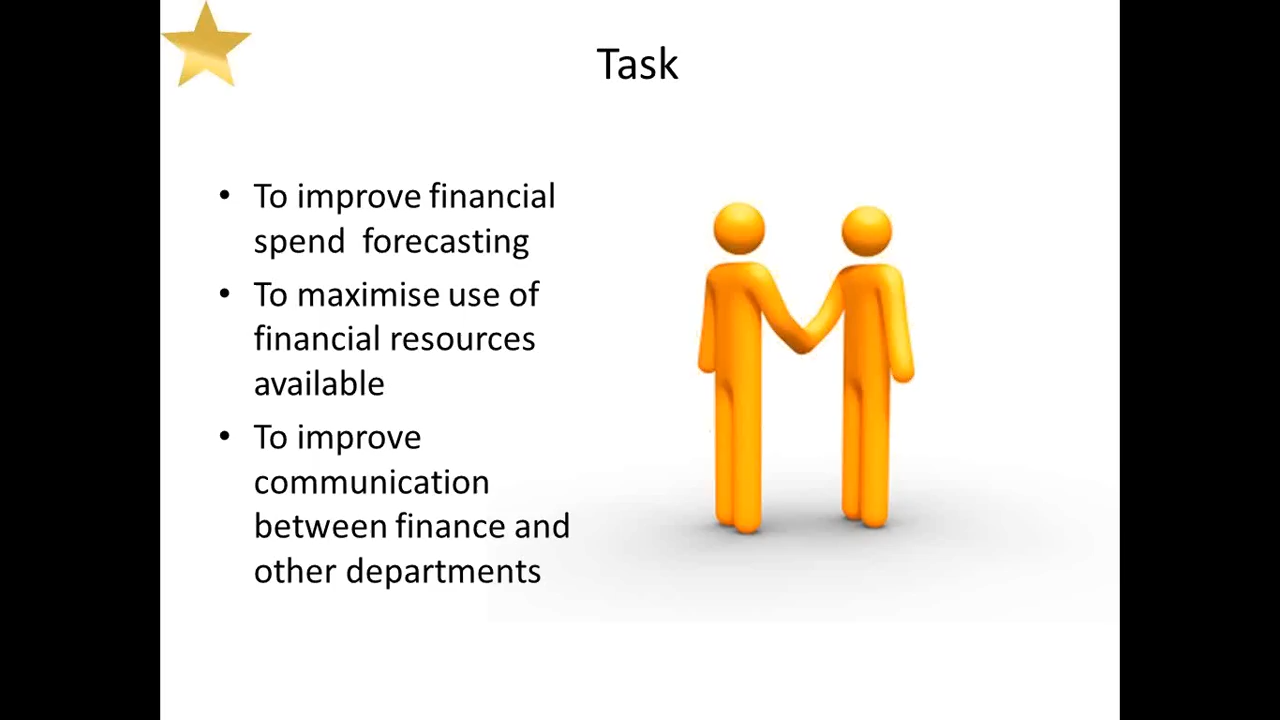 Task
• To improve financial
spend  forecasting
• To maximise use of
financial resources
available
• To improve
communication
between finance and
other departments